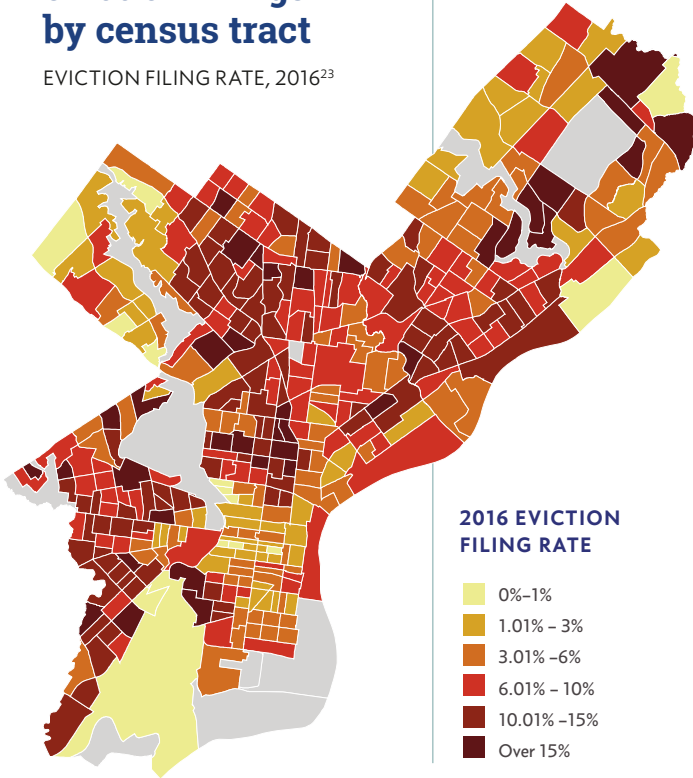 by census tract
EVICTION FILING RATE, 2016²³
2016 EVICTION
FILING RATE
0%–1%
1.01% – 3%
3.01% –6%
6.01% – 10%
10.01% –15%
Over 15%